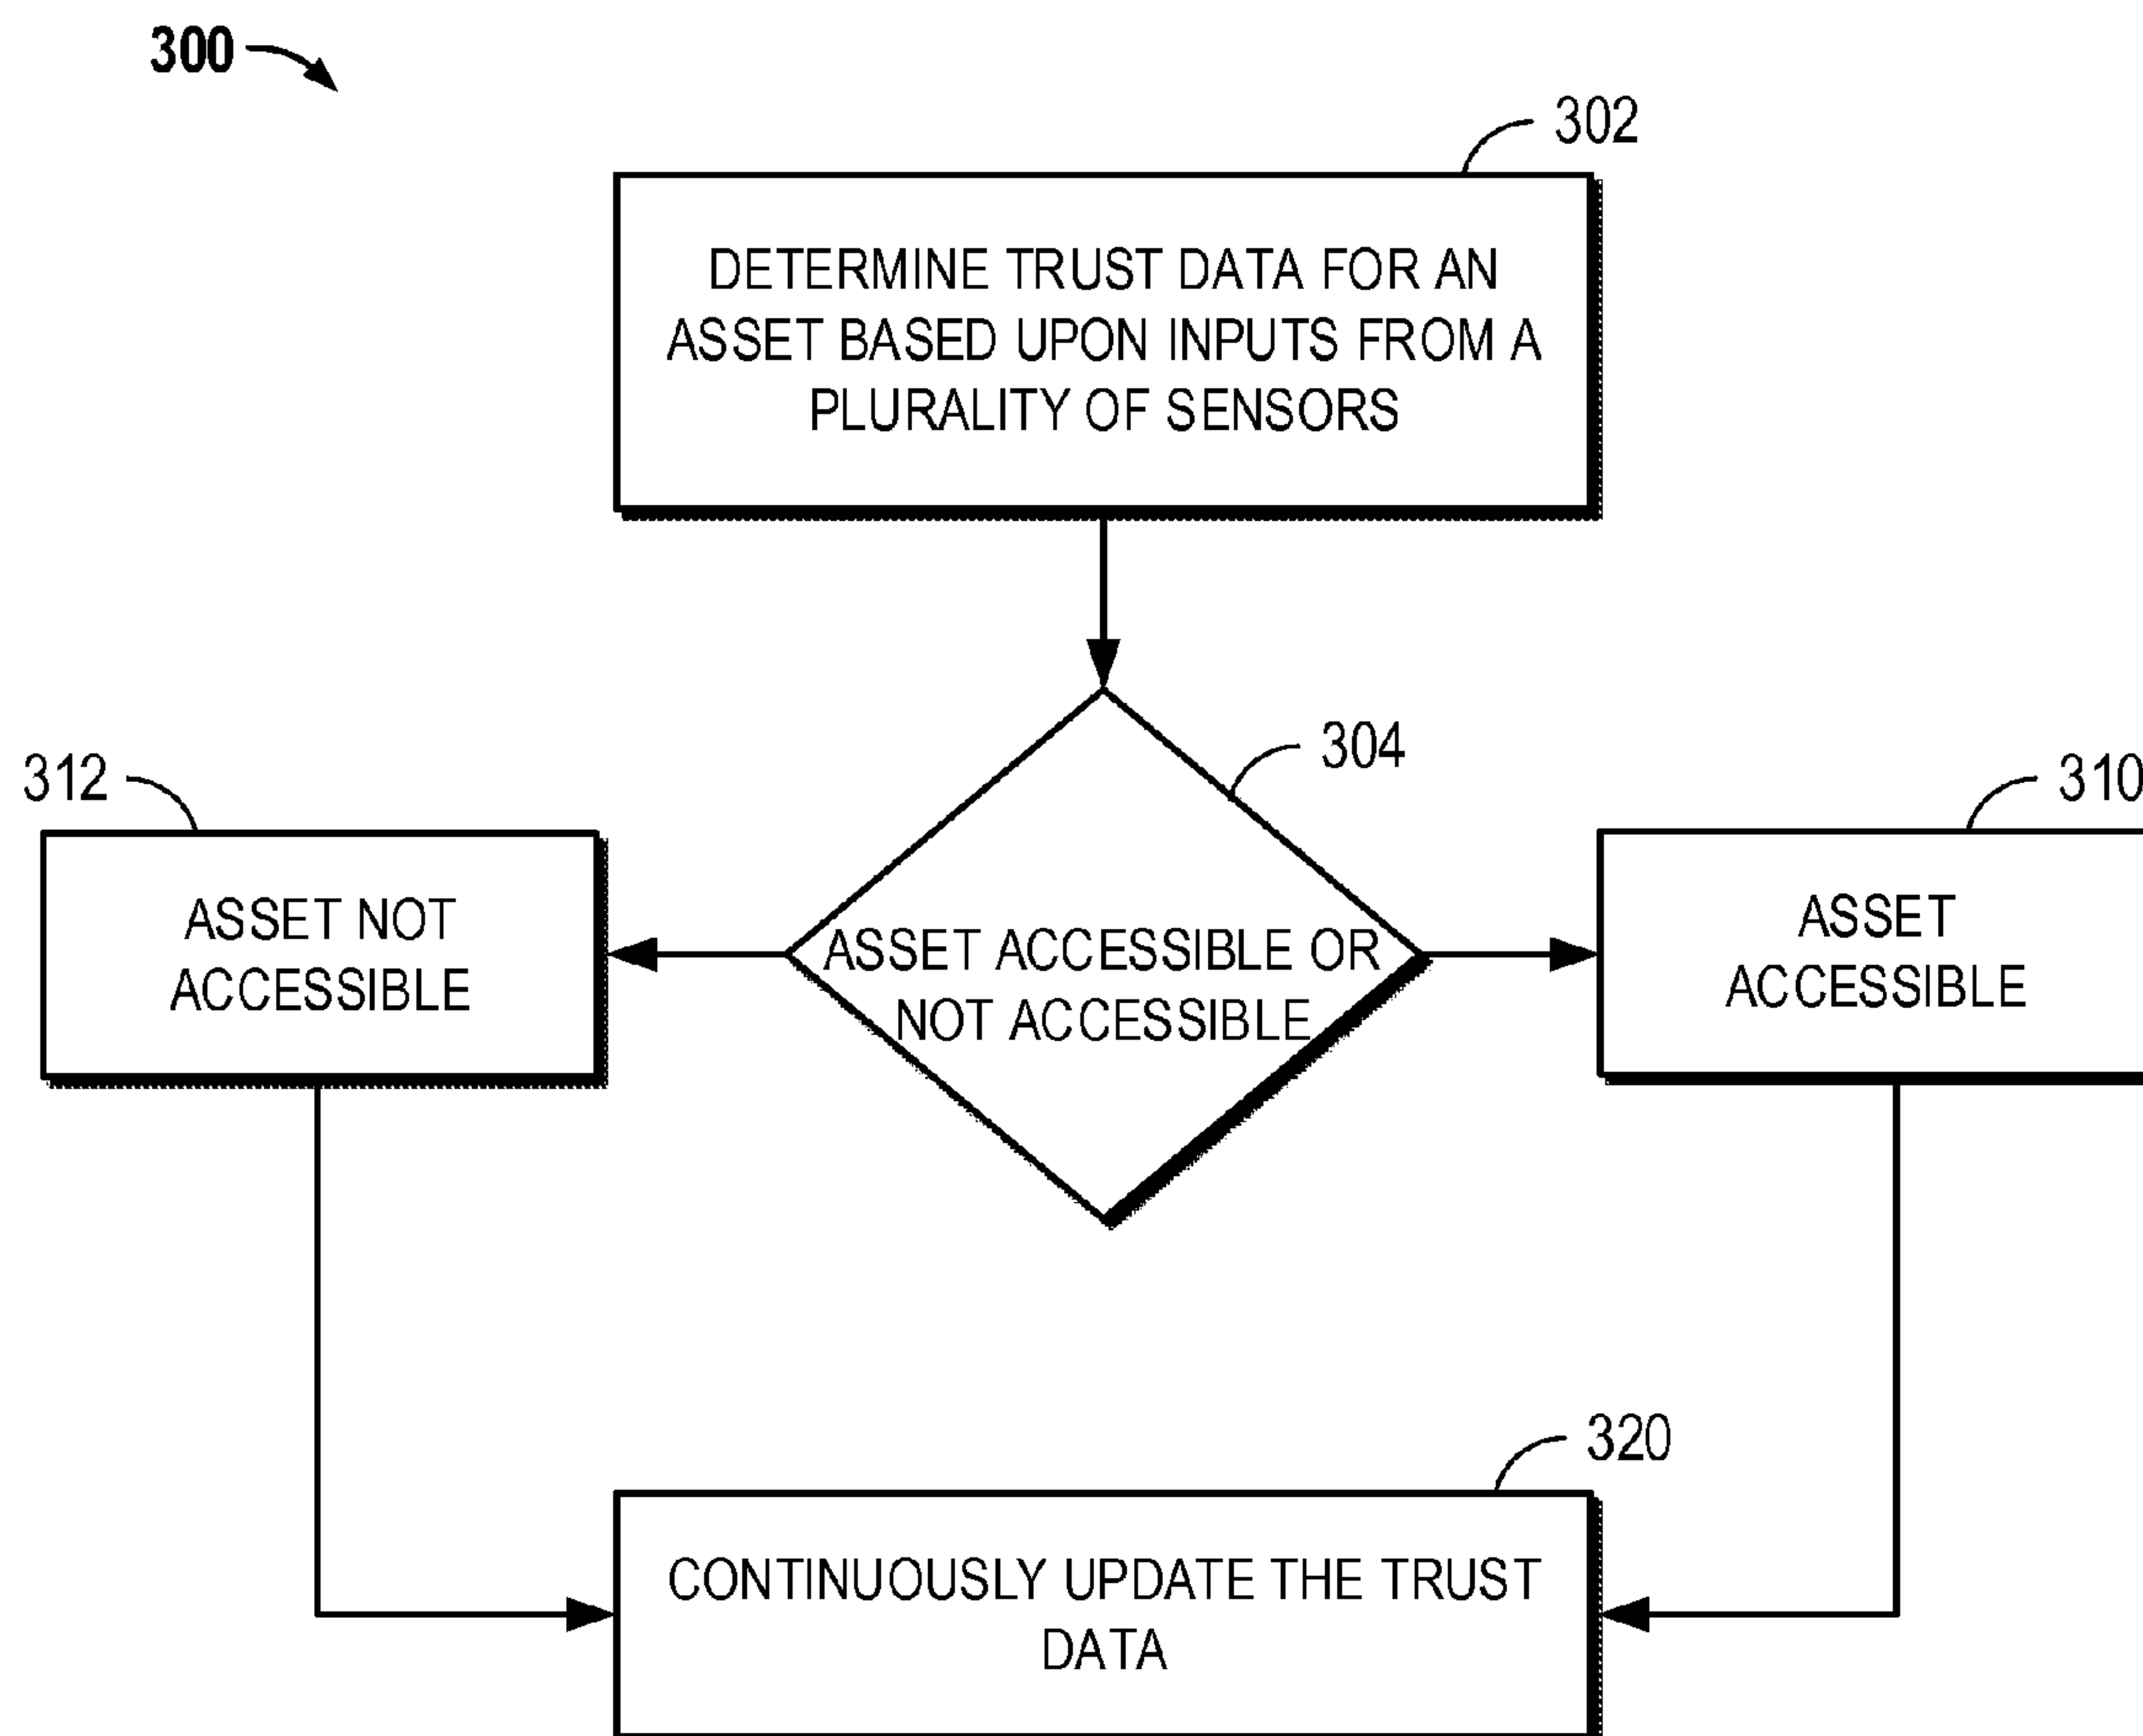 300
302
DETERMINE TRUST DATA FOR AN
ASSET BASED UPON INPUTS FROM A
PLURALITY OF SENSORS
304
312
310
ASSET NOT
ACCESSIBLE
ASSET ACCESSIBLE OR
NOT ACCESSIBLE
ASSET
ACCESSIBLE
320
CONTINUOUSLY UPDATE THE TRUST
DATA